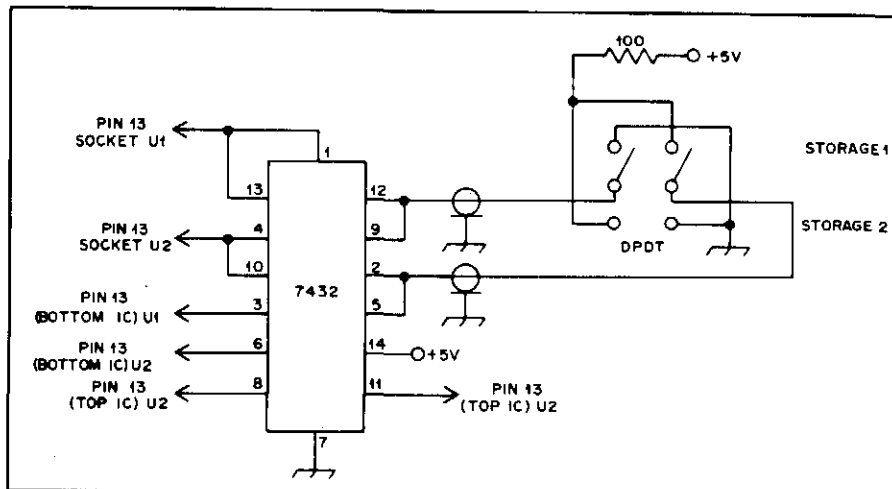 100
+5V
PIN 13
SOCKET U1
1
STORAGE 1
13
12
PIN 13
SOCKET U2
4
9
STORAGE 2
DPDT
10
2
7432
PIN 13
(BOTTOM IC) U1
3
5
PIN 13
(BOTTOM IC) U2
6
14
+5V
PIN 13
(TOP IC) U2
8
11
PIN 13
(TOP IC) U2
7